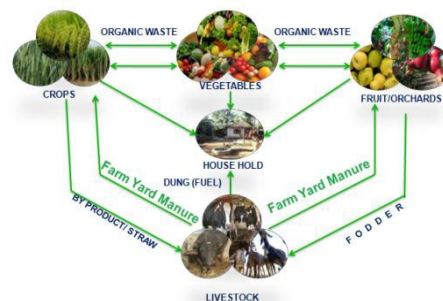 ORGANIC WASTE
ORGANIC WASTE
CROPS
VEGETABLES
FRUIT/ORCHARDS
HOUSE HOLD
DUNG (FUEL)
Farm Yard Manure
Farm Yard Manure
BY PRODUCT/ STRAW
FODDER
LIVESTOCK